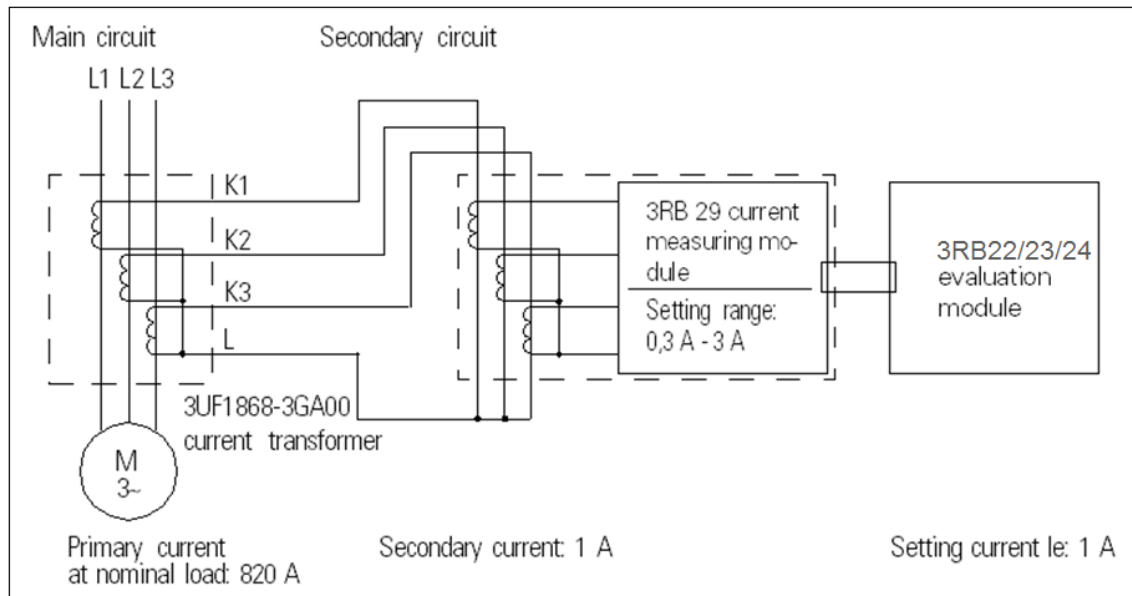 Main circuit
Secondary circuit
L1 L2 L3
K1
K2
K3
L
3UF1868-3GA00
current transformer
M
3~
3RB 29 current
measuring mo-
dule
Setting range:
0,3 A - 3 A
3RB22/23/24
evaluation
module
Primary current
at nominal load: 820 A
Secondary current: 1 A
Setting current Ie: 1 A